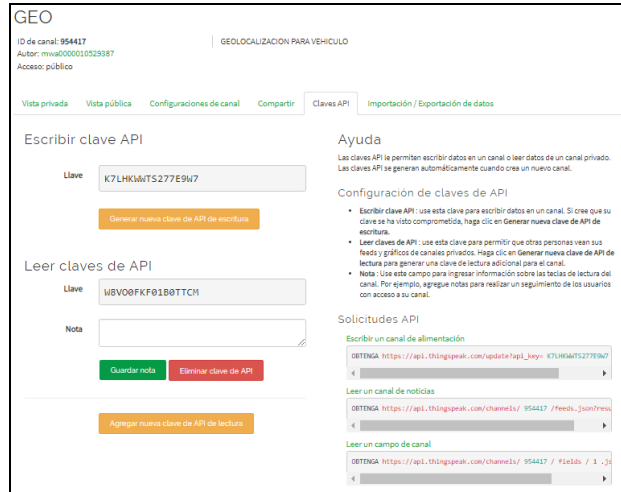 GEO
ID de canal: 954417
Autor: mwa0000010529387
Acceso: público
GEOLOCALIZACION PARA VEHICULO
Vista privada
Vista pública
Configuraciones de canal
Compartir
Claves API
Importación / Exportación de datos
Escribir clave API
Llave
K7LHKWWTS277E9W7
Generar nueva clave de API de escritura
Leer claves de API
Llave
W8VO0FKF01B0TTCM
Nota
Guardar nota
Eliminar clave de API
Agregar nueva clave de API de lectura
Ayuda
Las claves API le permiten escribir datos en un canal o leer datos de un canal privado.
Las claves API se generan automáticamente cuando crea un nuevo canal.
Configuración de claves de API
• Escribir clave API : use esta clave para escribir datos en un canal. Si cree que su
clave se ha visto comprometida, haga clic en Generar nueva clave de API de
escritura.
• Leer claves de API : use esta clave para permitir que otras personas vean sus
feeds y gráficos de canales privados. Haga clic en Generar nueva clave de API de
lectura para generar una clave de lectura adicional para el canal.
• Nota : Use este campo para ingresar información sobre las teclas de lectura del
canal. Por ejemplo, agregue notas para realizar un seguimiento de los usuarios
con acceso a su canal.
Solicitudes API
Escribir un canal de alimentación
OBTENGA https://api.thingspeak.com/update?api_key= K7LHKWWTS277E9W7
Leer un canal de noticias
OBTENGA https://api.thingspeak.com/channels/ 954417 /feeds.json?resu
Leer un campo de canal
OBTENGA https://api.thingspeak.com/channels/ 954417 / fields / 1 .js